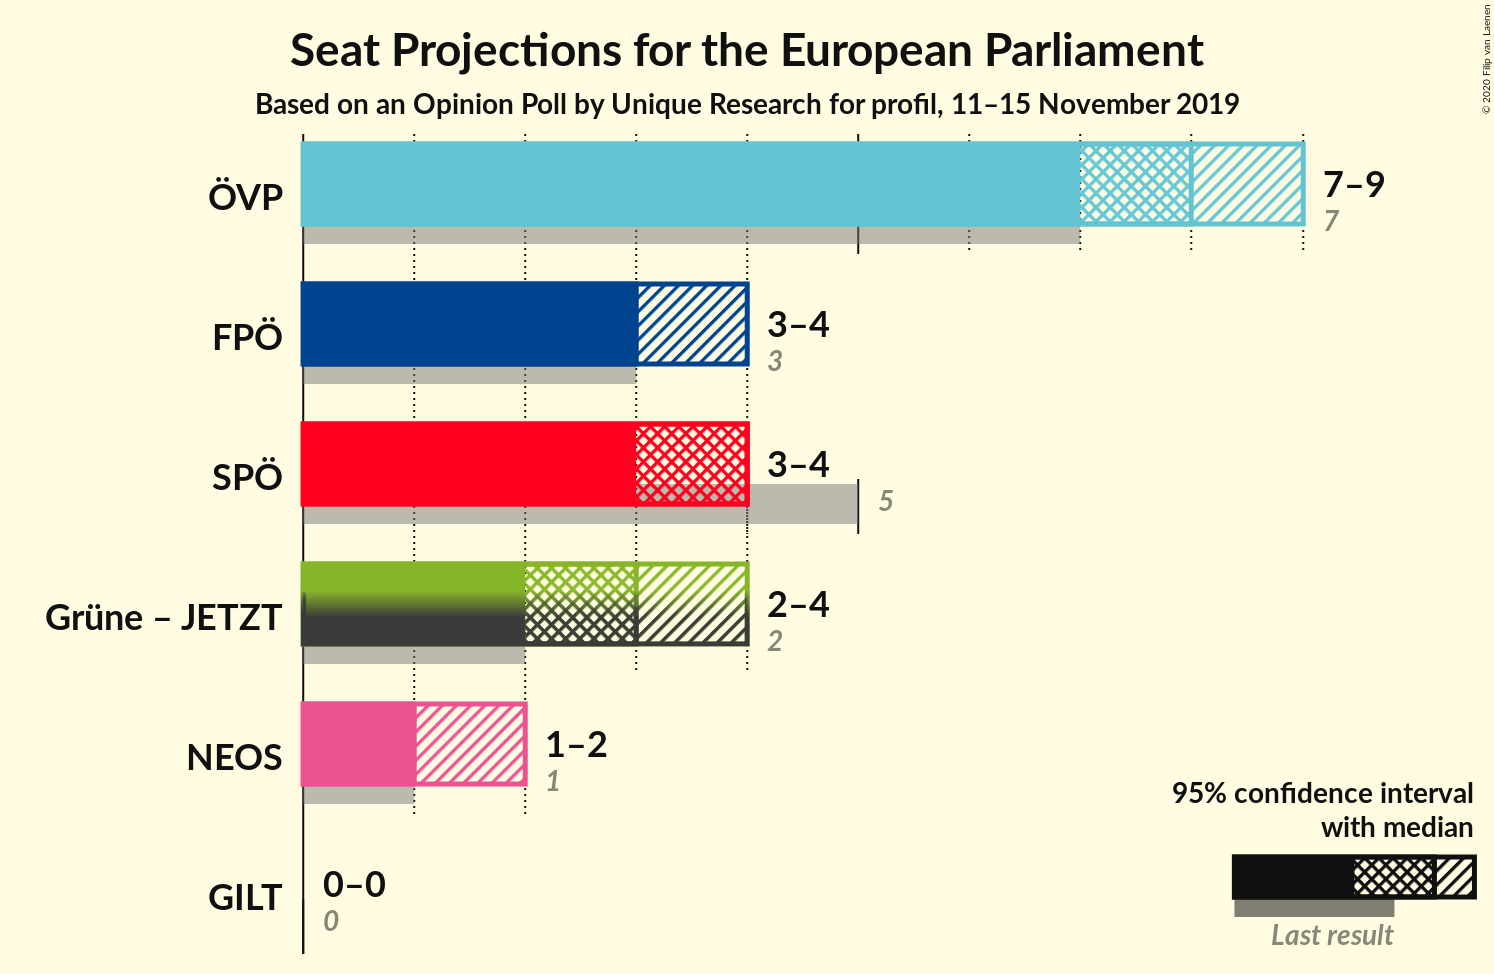 Seat Projections for the European Parliament
Based on an Opinion Poll by Unique Research for profil, 11–15 November 2019
© 2020 Filip van Laenen
ÖVP
7–9
7
FPÖ
3–4
3
SPÖ
3–4
5
Grüne – JETZT
2–4
2
NEOS
1–2
1
GILT
0–0
0
95% confidence interval
with median
Last result